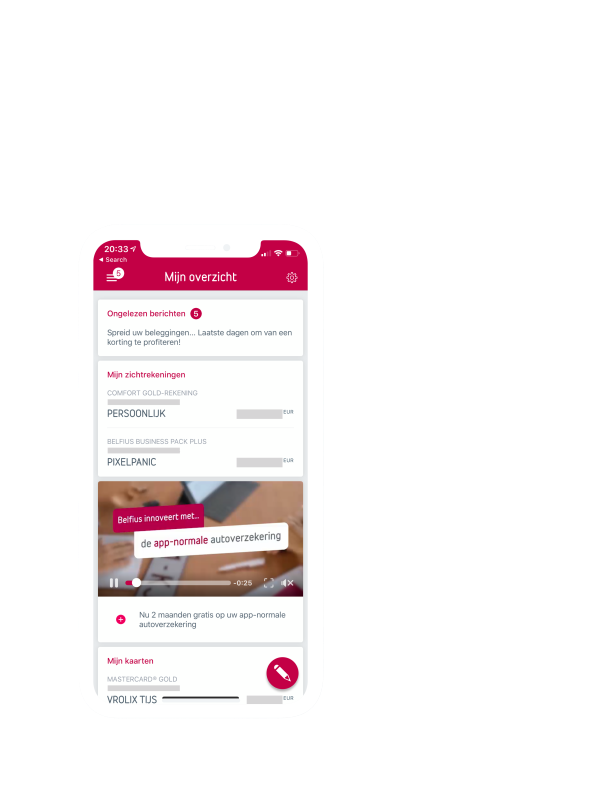 20:33
◀ Search
5
Mijn overzicht
Ongelezen berichten 5
Spreid uw beleggingen... Laatste dagen om van een
korting te profiteren!
Mijn zichtrekeningen
COMFORT GOLD-REKENING
PERSOONLIJK EUR
BELFIUS BUSINESS PACK PLUS
PIXELPANIC EUR
Belfius innoveert met...
de app-normale autoverzekering
-0:25
Nu 2 maanden gratis op uw app-normale
autoverzekering
Mijn kaarten
MASTERCARD® GOLD
VROLIX TIJS EUR